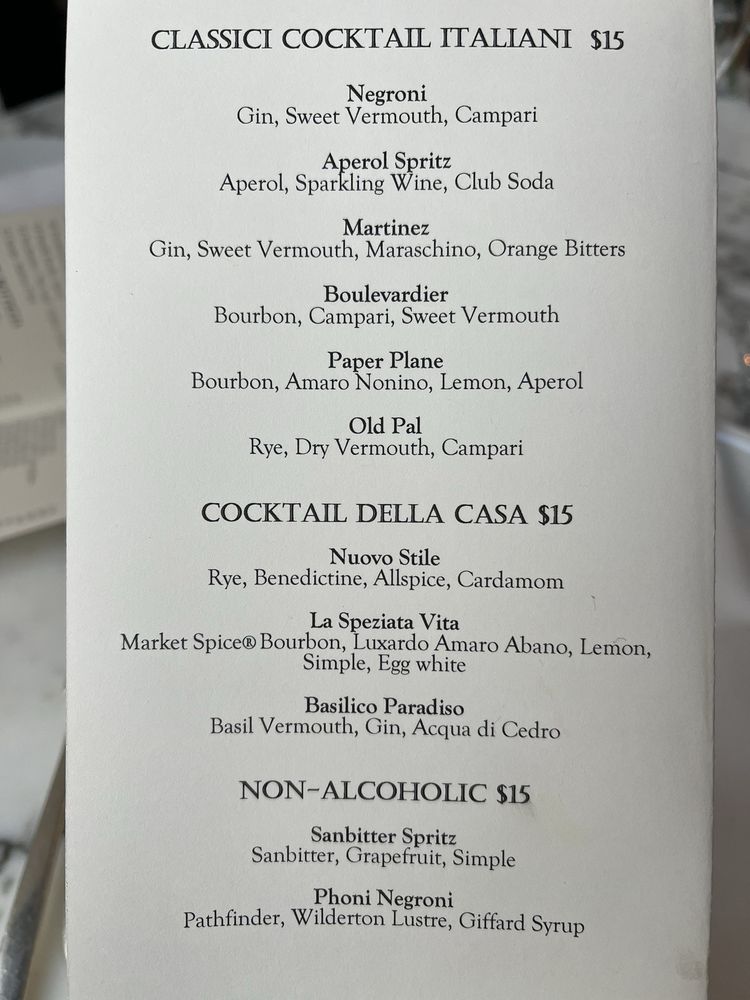 CLASSICI COCKTAIL ITALIANI $15
Negroni
Gin, Sweet Vermouth, Campari
Aperol Spritz
Aperol, Sparkling Wine, Club Soda
Martinez
Gin, Sweet Vermouth, Maraschino, Orange Bitters
Boulevardier
Bourbon, Campari, Sweet Vermouth
Paper Plane
Bourbon, Amaro Nonino, Lemon, Aperol
Old Pal
Rye, Dry Vermouth, Campari
COCKTAIL DELLA CASA $15
Nuovo Stile
Rye, Benedictine, Allspice, Cardamom
La Speziata Vita
Market Spice® Bourbon, Luxardo Amaro Abano, Lemon,
Simple, Egg white
Basilico Paradiso
Basil Vermouth, Gin, Acqua di Cedro
NON-ALCOHOLIC $15
Sanbitter Spritz
Sanbitter, Grapefruit, Simple
Phoni Negroni
Pathfinder, Wilderton Lustre, Giffard Syrup